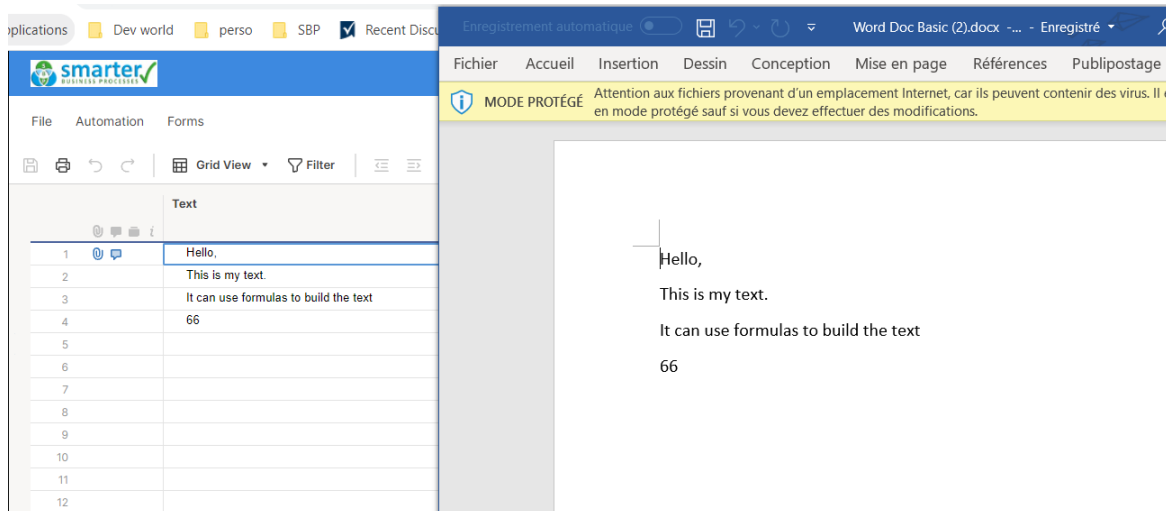 pplications Dev world perso SBP Recent Discu
smarter
BUSINESS PROCESSES
File Automation Forms
Grid View Filter
Text
1 Hello,
2 This is my text.
3 It can use formulas to build the text
4 66
5
6
7
8
9
10
11
12
Enregistrement automatique Word Doc Basic (2).docx -... - Enregistré
Fichier Accueil Insertion Dessin Conception Mise en page Références Publipostage
MODE PROTÉGÉ Attention aux fichiers provenant d'un emplacement Internet, car ils peuvent contenir des virus. Il
en mode protégé sauf si vous devez effectuer des modifications.
Hello,
This is my text.
It can use formulas to build the text
66